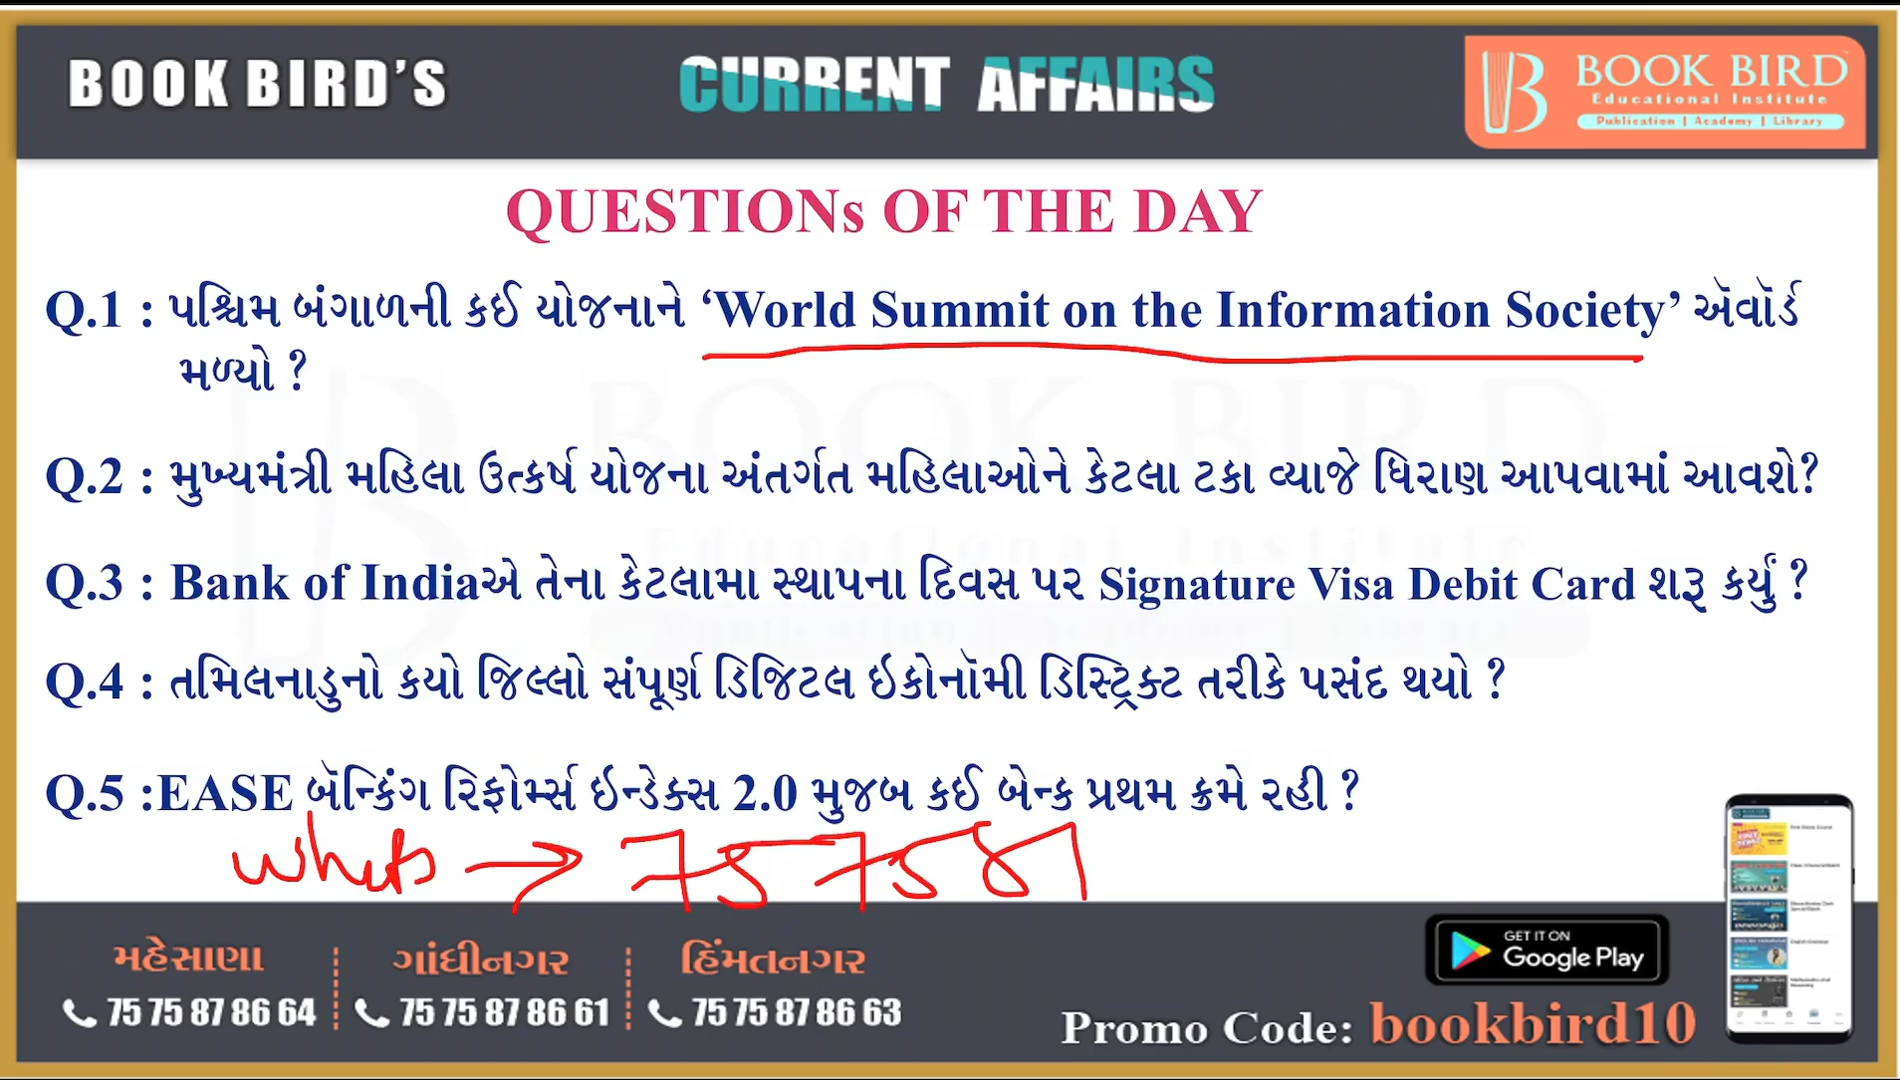 BOOK BIRD'S
CURRENT AFFAIRS
BOOK BIRD
Educational Institute
Publication | Academy | Library
QUESTIONs OF THE DAY
Q.1 : પશ્ચિમ બંગાળની કઈ યોજનાને ‘World Summit on the Information Society’ ઍવૉર્ડ
મળ્યો ?
Q.2 : મુખ્યમંત્રી મહિલા ઉત્કર્ષ યોજના અંતર્ગત મહિલાઓને કેટલા ટકા વ્યાજે ધિરાણ આપવામાં આવશે?
Q.3 : Bank of Indiaએ તેના કેટલામા સ્થાપના દિવસ પર Signature Visa Debit Card શરૂ કર્યું ?
Q.4 : તમિલનાડુનો કયો જિલ્લો સંપૂર્ણ ડિજિટલ ઇકોનૉમી ડિસ્ટ્રિક્ટ તરીકે પસંદ થયો ?
Q.5 :EASE બૅન્કિંગ રિફોર્મ્સ ઇન્ડેક્સ 2.0 મુજબ કઈ બેન્ક પ્રથમ ક્રમે રહી ?
Whats → 757587
મહેસાણા
75 75 87 86 64
ગાંધીનગર
75 75 87 86 61
હિંમતનગર
75 75 87 86 63
GET IT ON
Google Play
Promo Code: bookbird10